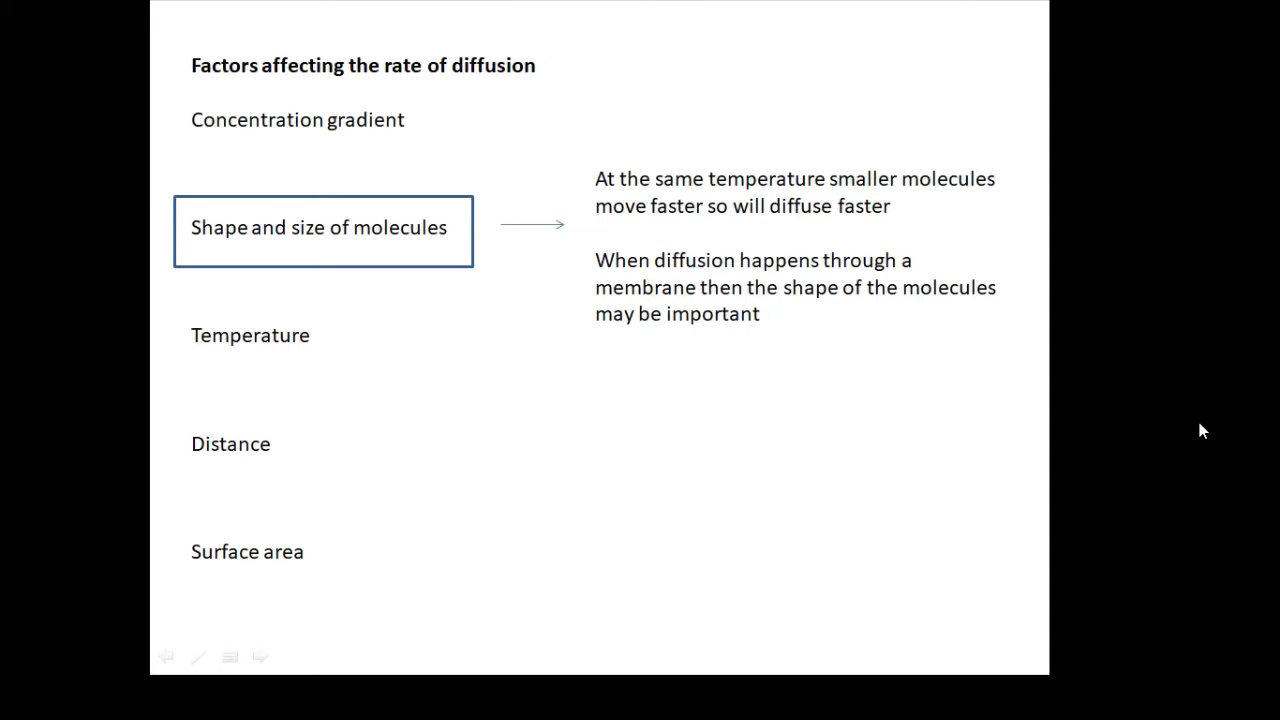 Factors affecting the rate of diffusion
Concentration gradient
Shape and size of molecules
At the same temperature smaller molecules
move faster so will diffuse faster
When diffusion happens through a
membrane then the shape of the molecules
may be important
Temperature
Distance
Surface area